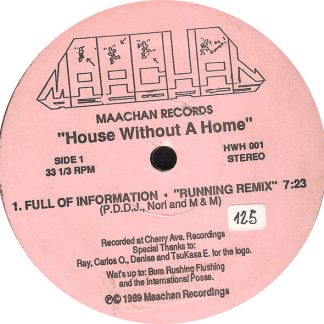 MAACHAN
RECORDS
MAACHAN RECORDS
"House Without A Home"
SIDE 1
33 1/3 RPM
HWH 001
STEREO
1. FULL OF INFORMATION • "RUNNING REMIX" 7:23
(P.D.D.J., Nori and M & M)
125
Recorded at Cherry Ave. Recordings
Special Thanks to:
Ray, Carlos O., Denise and TsuKasa E. for the logo.
Wat's up to: Bum Rushing Flushing
and the International Posse.
℗©1989 Maachan Recordings